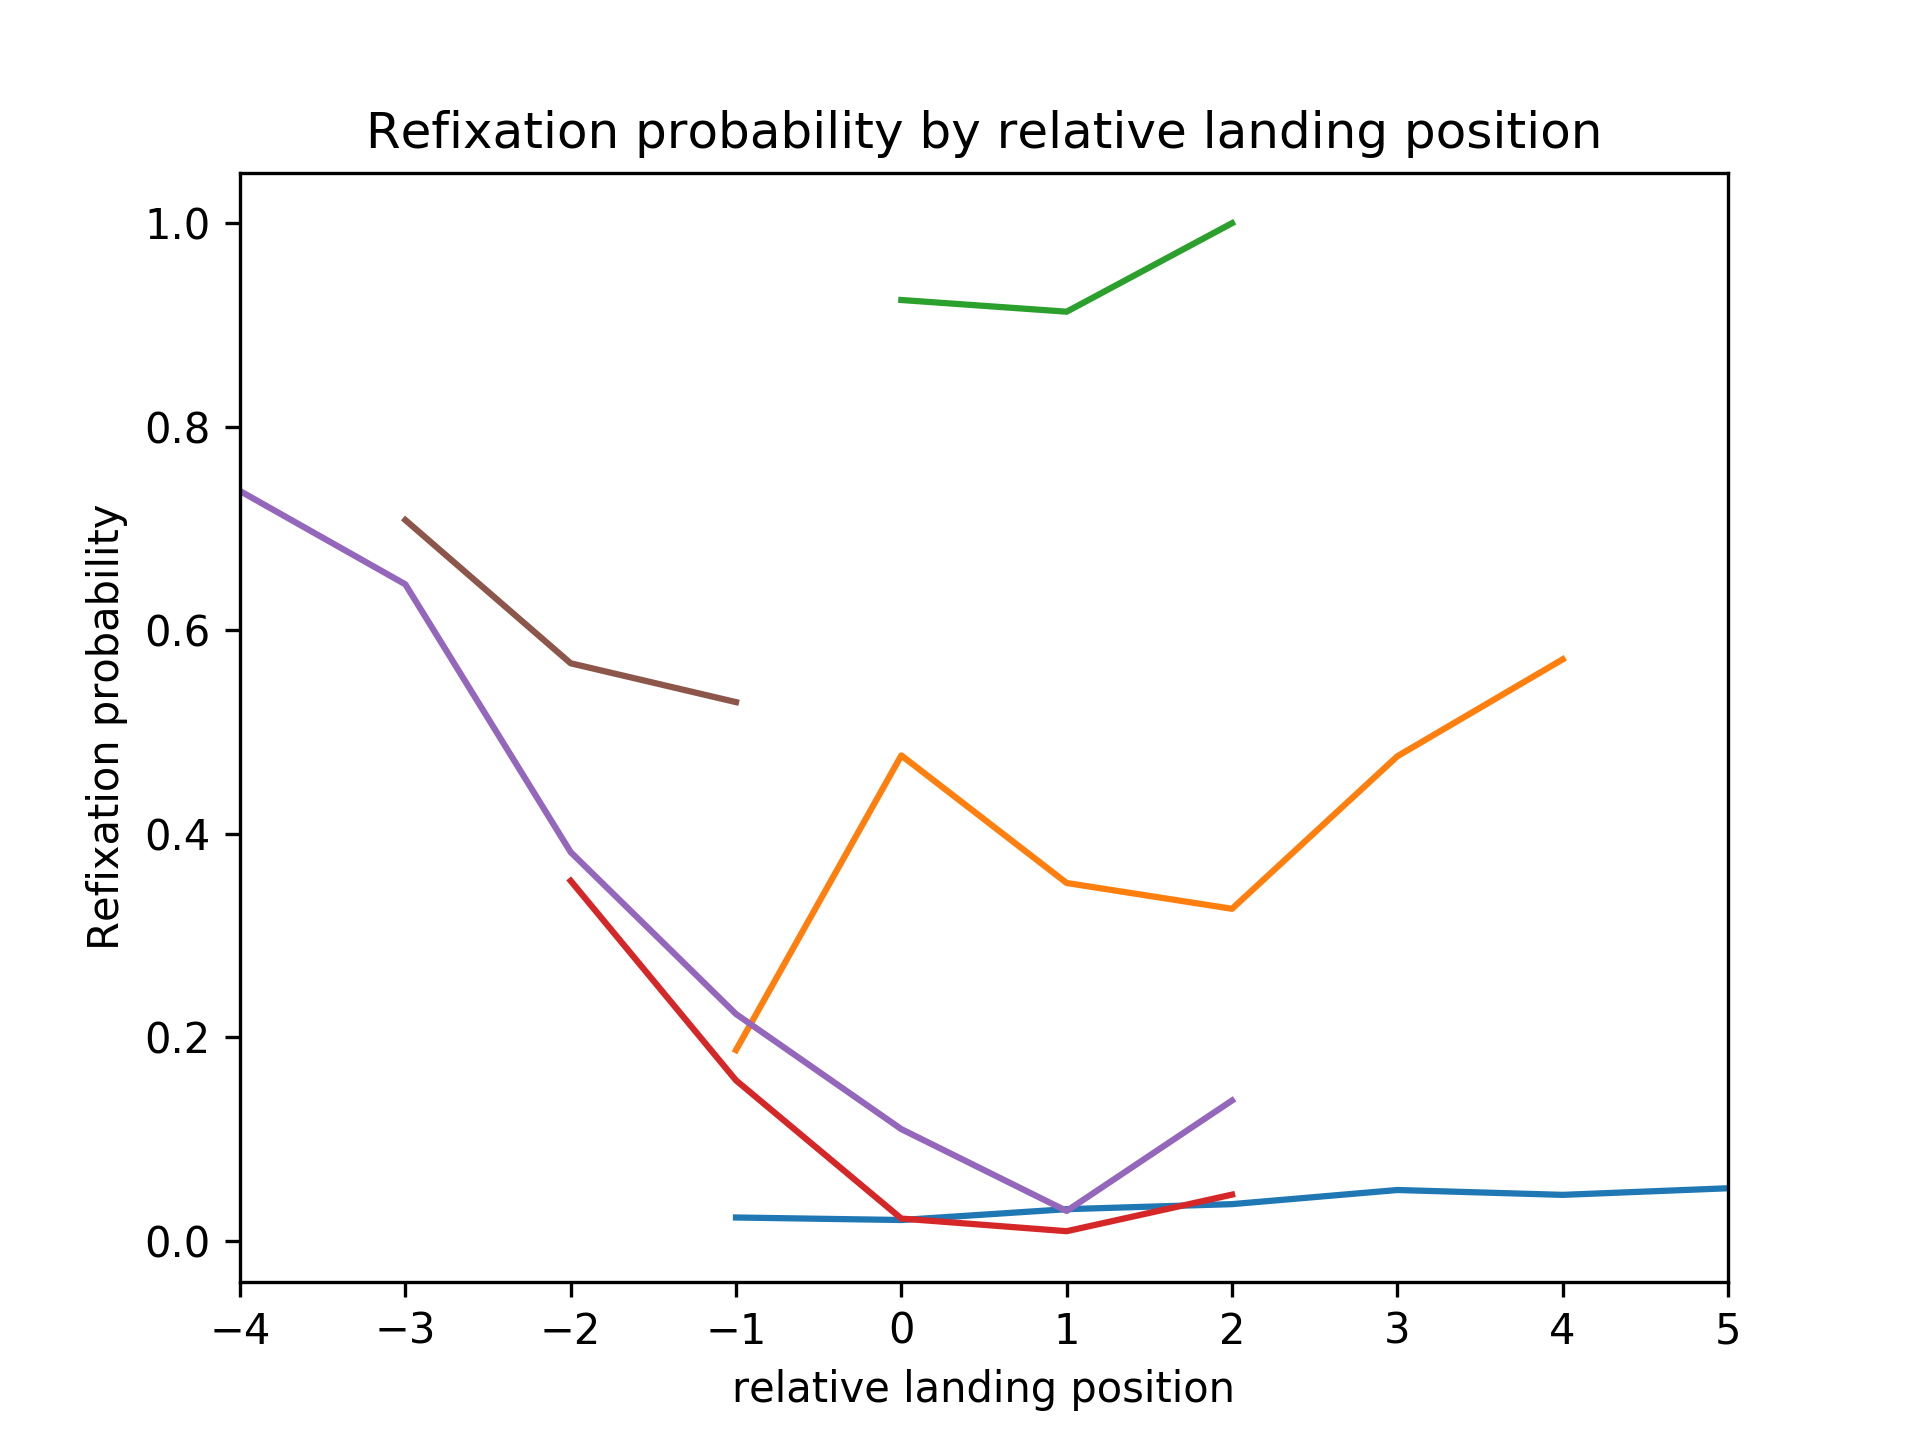 Refixation probability by relative landing position
1.0
0.8
0.6
0.4
0.2
0.0
Refixation probability
−4 −3 −2 −1 0 1 2 3 4 5
relative landing position